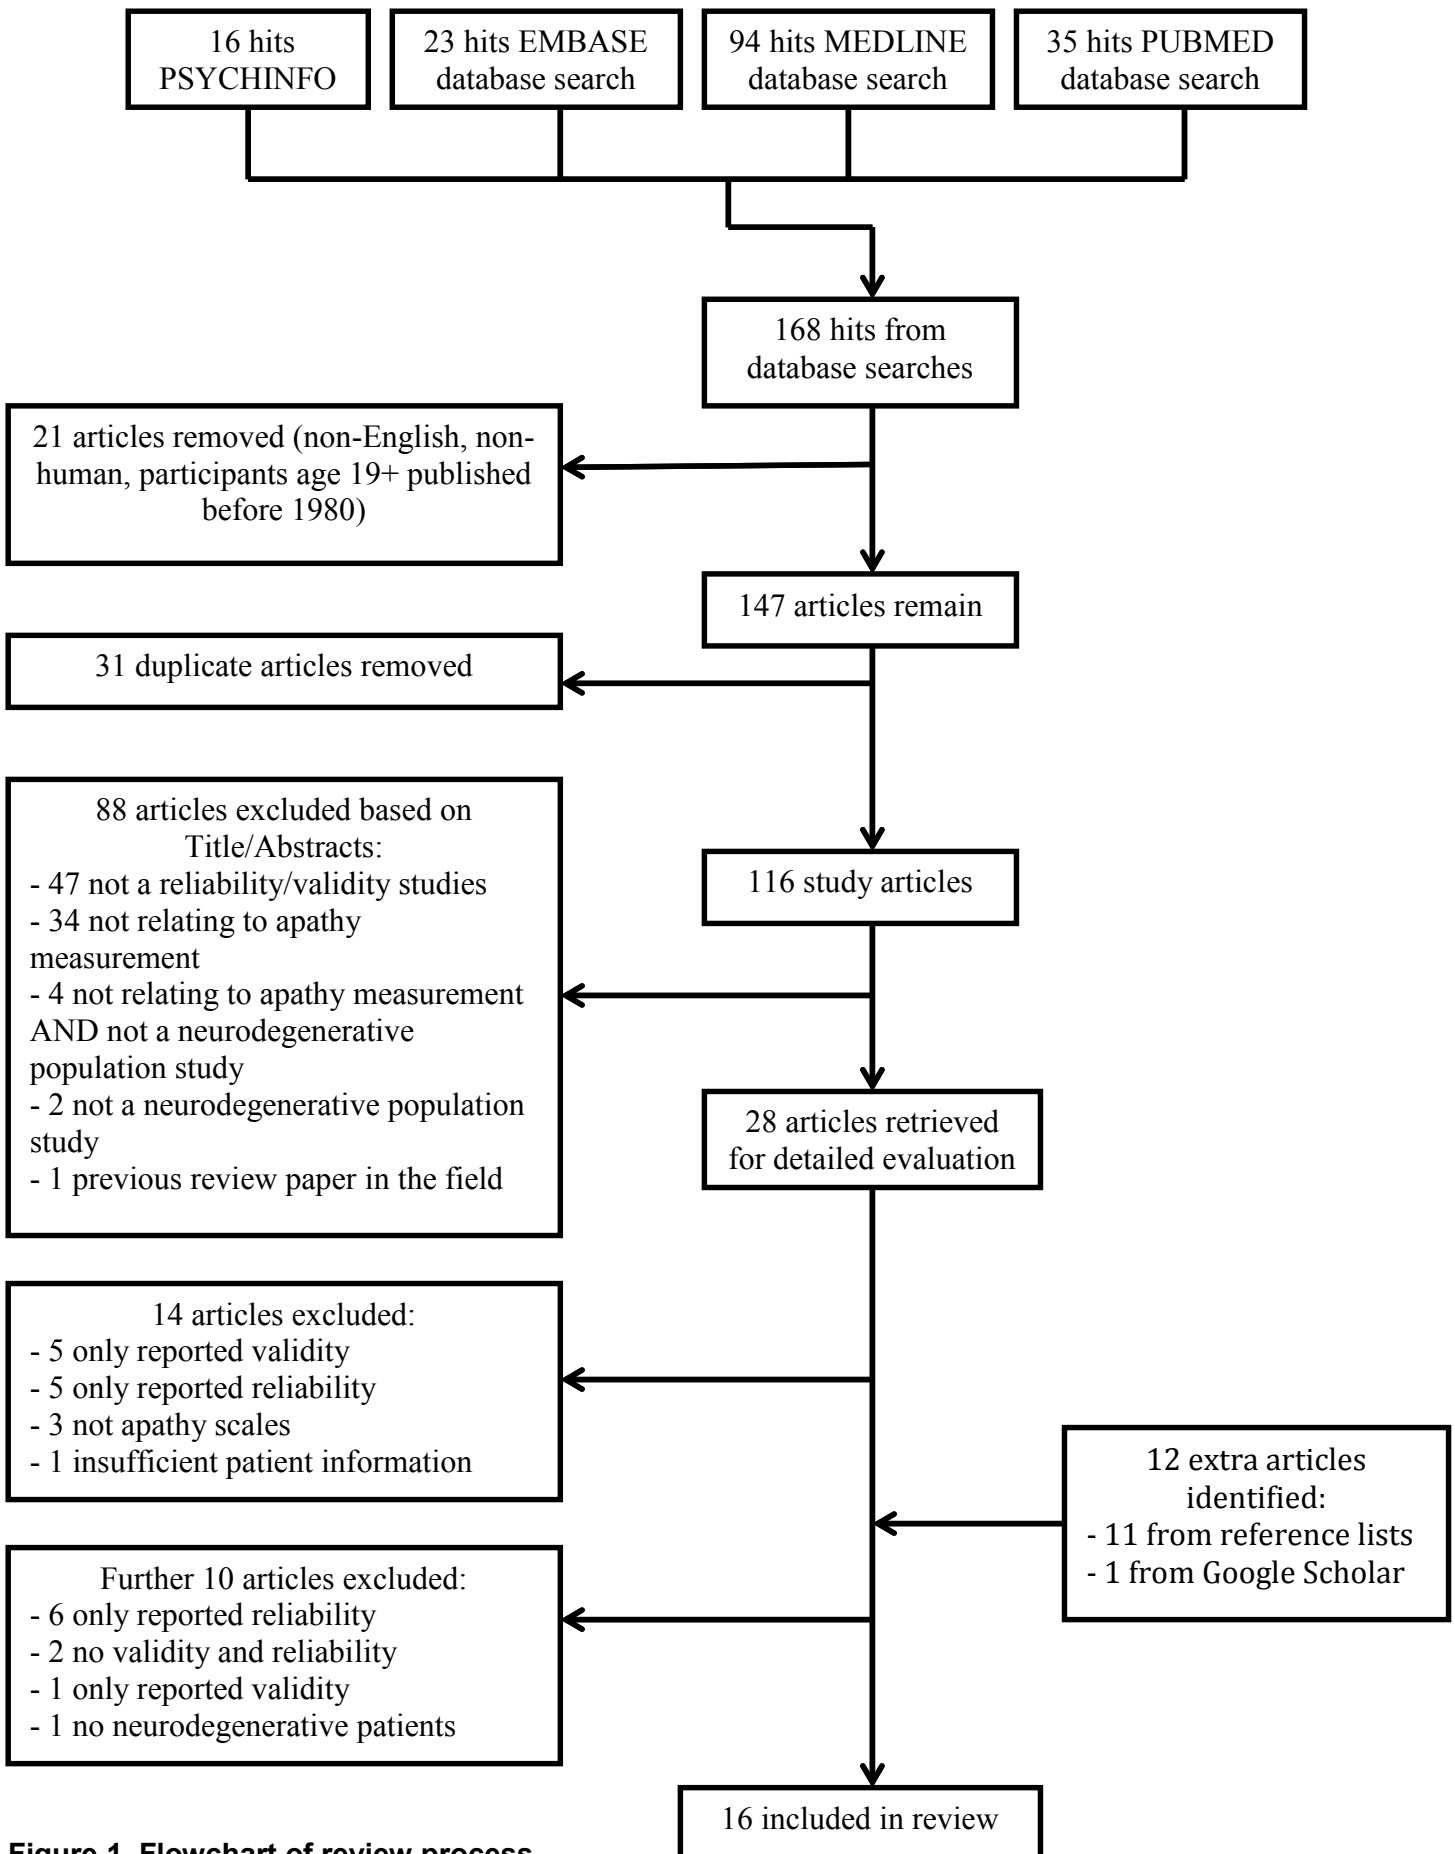 16 hits
PSYCHINFO
23 hits EMBASE
database search
94 hits MEDLINE
database search
35 hits PUBMED
database search
168 hits from
database searches
21 articles removed (non-English, non-
human, participants age 19+ published
before 1980)
147 articles remain
31 duplicate articles removed
116 study articles
88 articles excluded based on
Title/Abstracts:
- 47 not a reliability/validity studies
- 34 not relating to apathy
measurement
- 4 not relating to apathy measurement
AND not a neurodegenerative
population study
- 2 not a neurodegenerative population
study
- 1 previous review paper in the field
28 articles retrieved
for detailed evaluation
14 articles excluded:
- 5 only reported validity
- 5 only reported reliability
- 3 not apathy scales
- 1 insufficient patient information
12 extra articles
identified:
- 11 from reference lists
- 1 from Google Scholar
Further 10 articles excluded:
- 6 only reported reliability
- 2 no validity and reliability
- 1 only reported validity
- 1 no neurodegenerative patients
16 included in review
Figure 1. Flowchart of review process